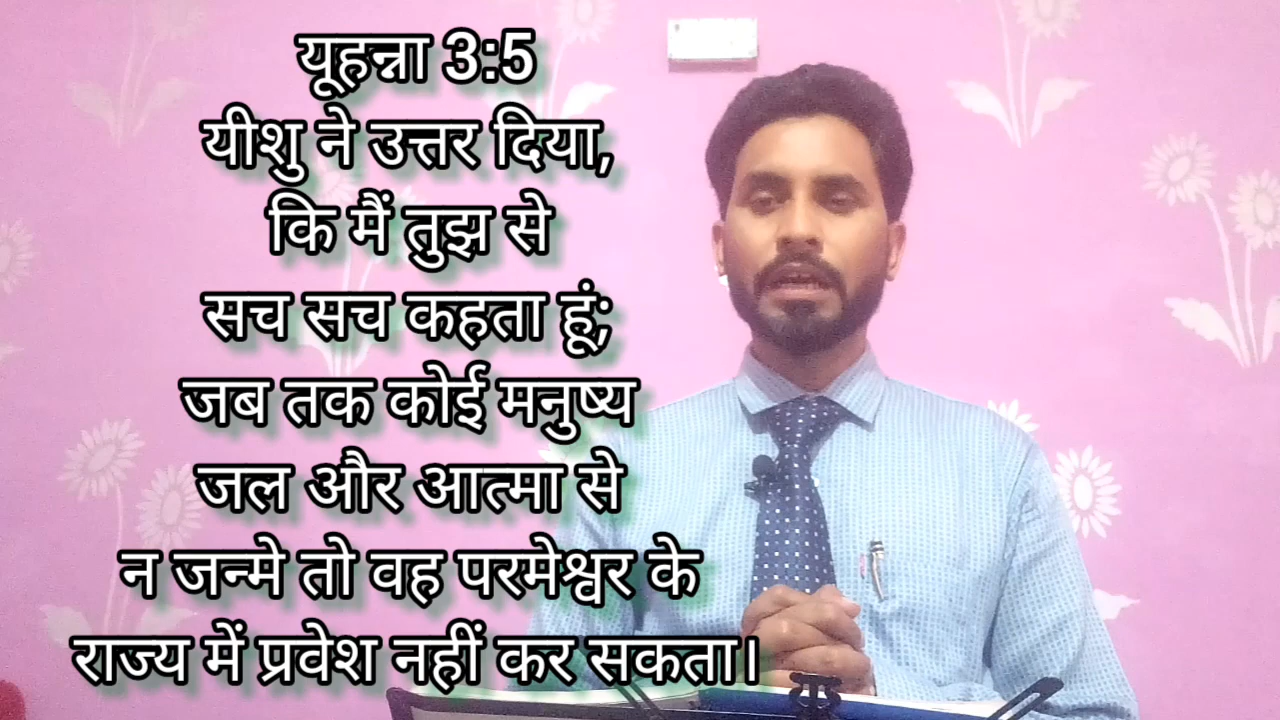 यूहन्ना 3:5
यीशु ने उत्तर दिया,
कि मैं तुझ से
सच सच कहता हूं;
जब तक कोई मनुष्य
जल और आत्मा से
न जन्मे तो वह परमेश्वर के
राज्य में प्रवेश नहीं कर सकता।